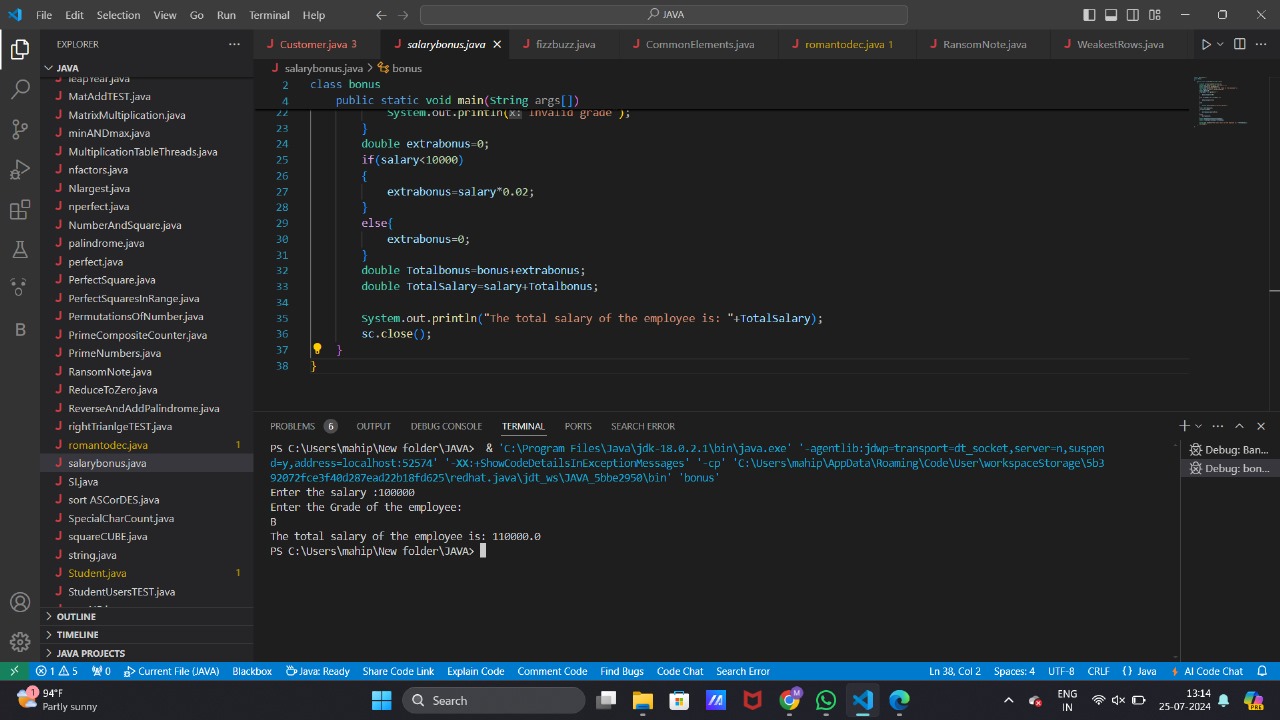 File Edit Selection View Go Run Terminal Help
JAVA
EXPLORER
JAVA
leapYear.java
MatAddTEST.java
MatrixMultiplication.java
minANDmax.java
MultiplicationTableThreads.java
nfactors.java
Nlargest.java
nperfect.java
NumberAndSquare.java
palindrome.java
perfect.java
PerfectSquare.java
PerfectSquaresInRange.java
PermutationsOfNumber.java
PrimeCompositeCounter.java
PrimeNumbers.java
RansomNote.java
ReduceToZero.java
ReverseAndAddPalindrome.java
rightTrianlgeTEST.java
romantodec.java 1
salarybonus.java
SI.java
sort ASCorDES.java
SpecialCharCount.java
squareCUBE.java
string.java
Student.java 1
StudentUsersTEST.java
OUTLINE
TIMELINE
JAVA PROJECTS
Customer.java 3 salarybonus.java fizzbuzz.java CommonElements.java romantodec.java 1 RansomNote.java WeakestRows.java
salarybonus.java > bonus
2 class bonus
4 public static void main(String args[])
22 System.out.println(x: invalid grade );
23 }
24 double extrabonus=0;
25 if(salary<10000)
26 {
27 extrabonus=salary*0.02;
28 }
29 else{
30 extrabonus=0;
31 }
32 double Totalbonus=bonus+extrabonus;
33 double TotalSalary=salary+Totalbonus;
34
35 System.out.println("The total salary of the employee is: "+TotalSalary);
36 sc.close();
37 }
38 }
PROBLEMS 6 OUTPUT DEBUG CONSOLE TERMINAL PORTS SEARCH ERROR
PS C:\Users\mahip\New folder\JAVA> & 'C:\Program Files\Java\jdk-18.0.2.1\bin\java.exe' '-agentlib:jdwp=transport=dt_socket,server=n,suspen
d=y,address=localhost:52574' '-XX:+ShowCodeDetailsInExceptionMessages' '-cp' 'C:\Users\mahip\AppData\Roaming\Code\User\workspaceStorage\5b3
92072fce3f40d287ead22b18fd625\redhat.java\jdt_ws\JAVA_5bbe2950\bin' 'bonus'
Enter the salary :100000
Enter the Grade of the employee:
B
The total salary of the employee is: 110000.0
PS C:\Users\mahip\New folder\JAVA>
Debug: Ban...
Debug: bon...
1 5 0 Current File (JAVA) Blackbox Java: Ready Share Code Link Explain Code Comment Code Find Bugs Code Chat Search Error Ln 38, Col 2 Spaces: 4 UTF-8 CRLF {} Java AI Code Chat
1 94°F
Partly sunny
Search
M
PRE
ENG
IN
13:14
25-07-2024